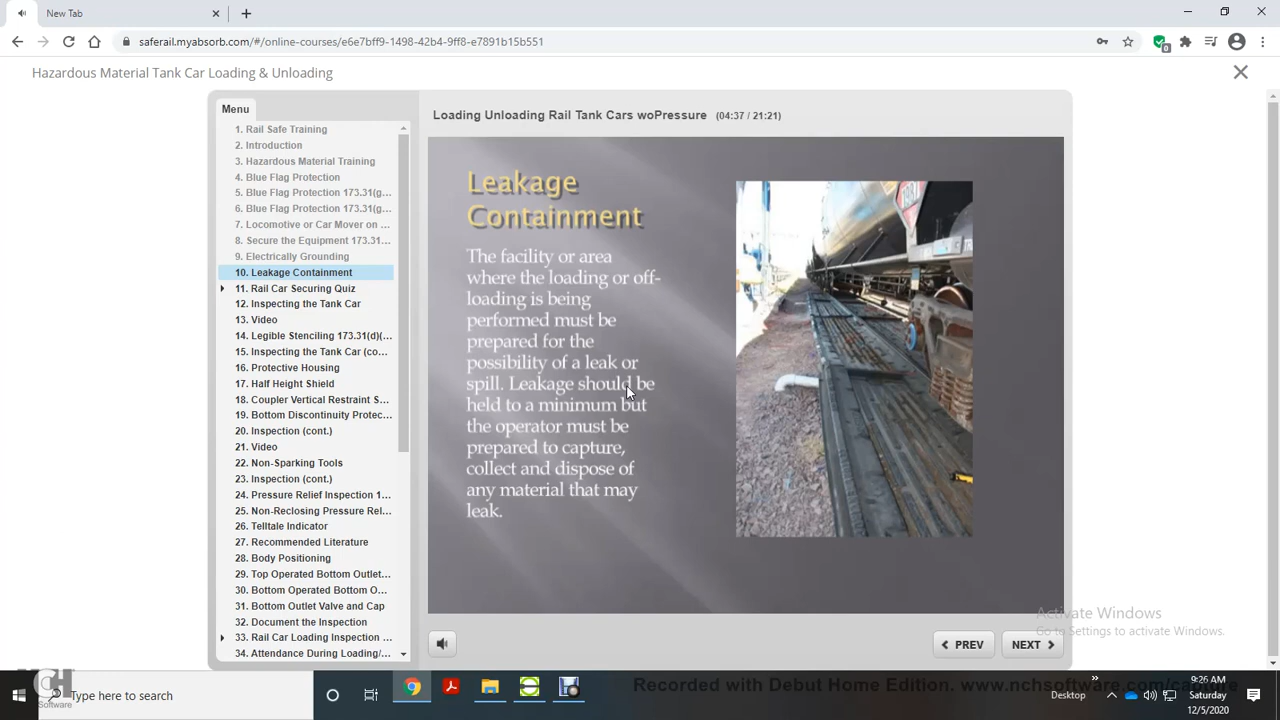 New Tab
saferail.myabsorb.com/#/online-courses/e6e7bff9-1498-42b4-9ff8-e7891b15b551
0
Hazardous Material Tank Car Loading & Unloading
Menu
1. Rail Safe Training
2. Introduction
3. Hazardous Material Training
4. Blue Flag Protection
5. Blue Flag Protection 173.31(g...
6. Blue Flag Protection 173.31(g...
7. Locomotive or Car Mover on ...
8. Secure the Equipment 173.31...
9. Electrically Grounding
10. Leakage Containment
11. Rail Car Securing Quiz
12. Inspecting the Tank Car
13. Video
14. Legible Stenciling 173.31(d)(...
15. Inspecting the Tank Car (co...
16. Protective Housing
17. Half Height Shield
18. Coupler Vertical Restraint S...
19. Bottom Discontinuity Protec...
20. Inspection (cont.)
21. Video
22. Non-Sparking Tools
23. Inspection (cont.)
24. Pressure Relief Inspection 1...
25. Non-Reclosing Pressure Rel...
26. Telltale Indicator
27. Recommended Literature
28. Body Positioning
29. Top Operated Bottom Outlet...
30. Bottom Operated Bottom O...
31. Bottom Outlet Valve and Cap
32. Document the Inspection
33. Rail Car Loading Inspection ...
34. Attendance During Loading/...
Loading Unloading Rail Tank Cars woPressure (04:37 / 21:21)
Leakage
Containment
The facility or area
where the loading or off-
loading is being
performed must be
prepared for the
possibility of a leak or
spill. Leakage should be
held to a minimum but
the operator must be
prepared to capture,
collect and dispose of
any material that may
leak.
PREV
NEXT
Activate Windows
Go to Settings to activate Windows.
Recorded with Debut Home Edition. www.nchsoftware.com/capture
NCH
Software
Type here to search
Desktop
9:26 AM
Saturday
12/5/2020